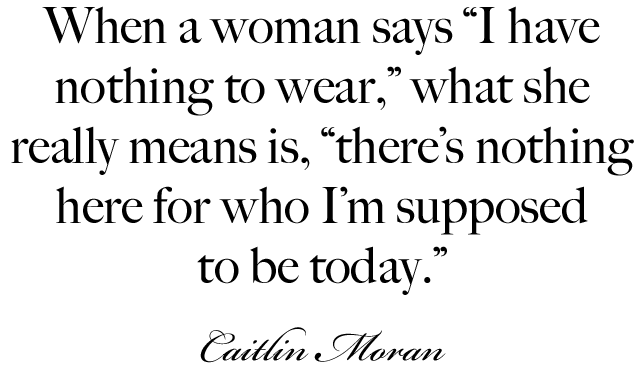 When a woman says “I have
nothing to wear,” what she
really means is, “there’s nothing
here for who I’m supposed
to be today.”
Caitlin Moran